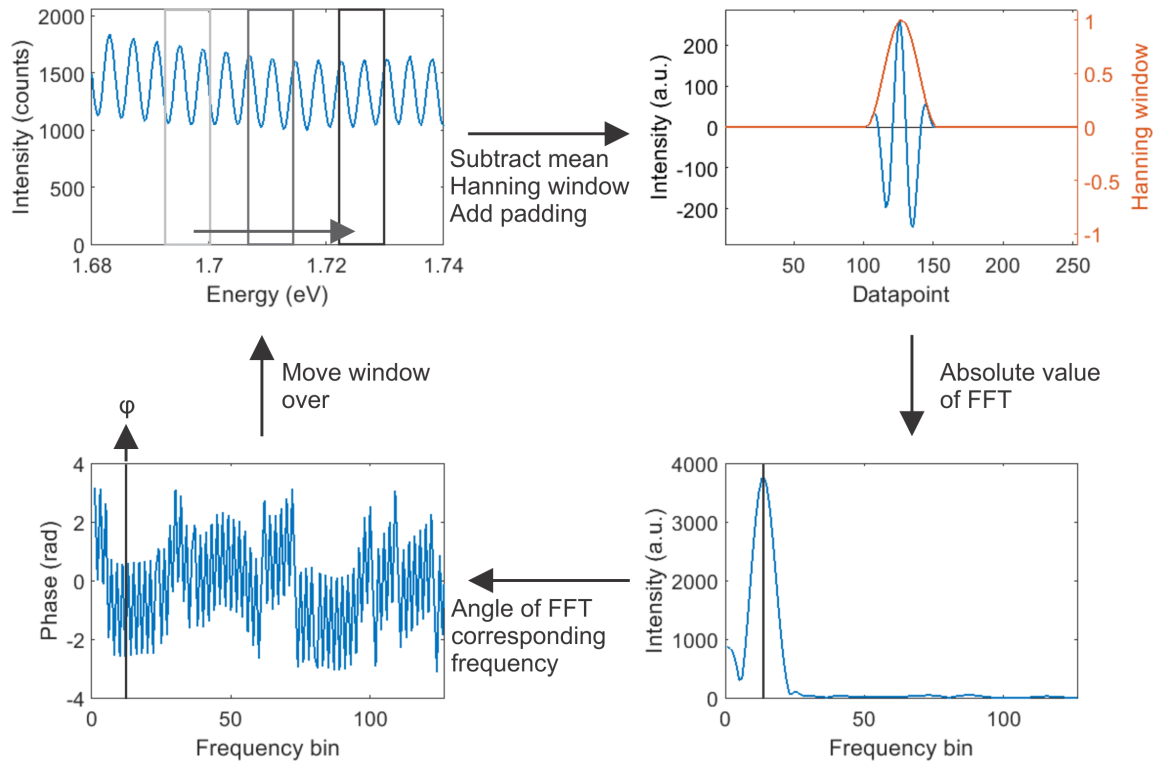 2000
1500
1000
500
0
Intensity (counts)
1.68
1.7
1.72
1.74
Energy (eV)
Subtract mean
Hanning window
Add padding
200
100
0
-100
-200
Intensity (a.u.)
1
0.5
0
-0.5
-1
Hanning window
50
100
150
200
250
Datapoint
Move window
over
Absolute value
of FFT
φ
4
2
0
-2
-4
Phase (rad)
0
50
100
Frequency bin
Angle of FFT
corresponding
frequency
4000
3000
2000
1000
0
Intensity (a.u.)
0
50
100
Frequency bin